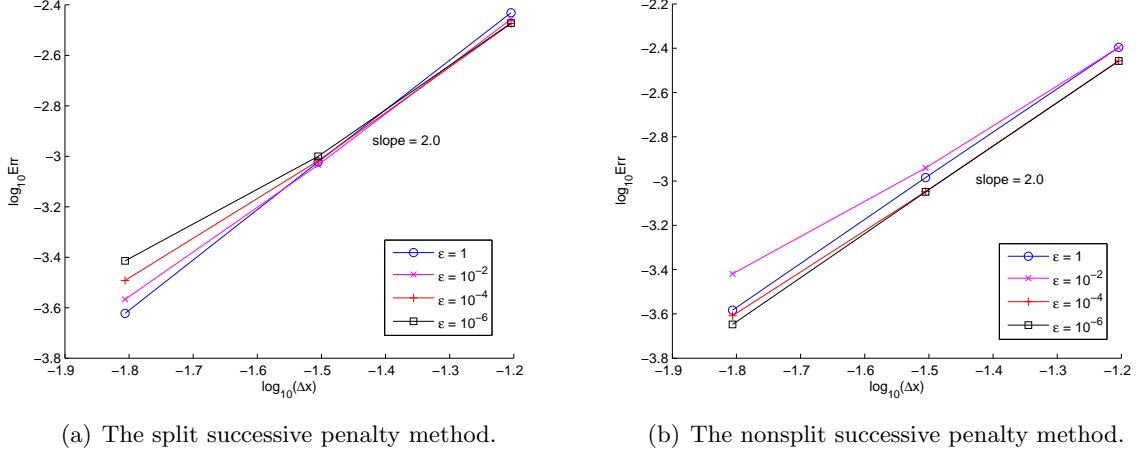 −2.4
−2.6
−2.8
−3
−3.2
−3.4
−3.6
−3.8
−1.9
−1.8
−1.7
−1.6
−1.5
−1.4
−1.3
−1.2
log10(Δx)
log10Err
slope = 2.0
ε = 1
ε = 10−2
ε = 10−4
ε = 10−6
(a) The split successive penalty method.
−2.2
−2.4
−2.6
−2.8
−3
−3.2
−3.4
−3.6
−3.8
−1.9
−1.8
−1.7
−1.6
−1.5
−1.4
−1.3
−1.2
log10(Δx)
log10Err
slope = 2.0
ε = 1
ε = 10−2
ε = 10−4
ε = 10−6
(b) The nonsplit successive penalty method.